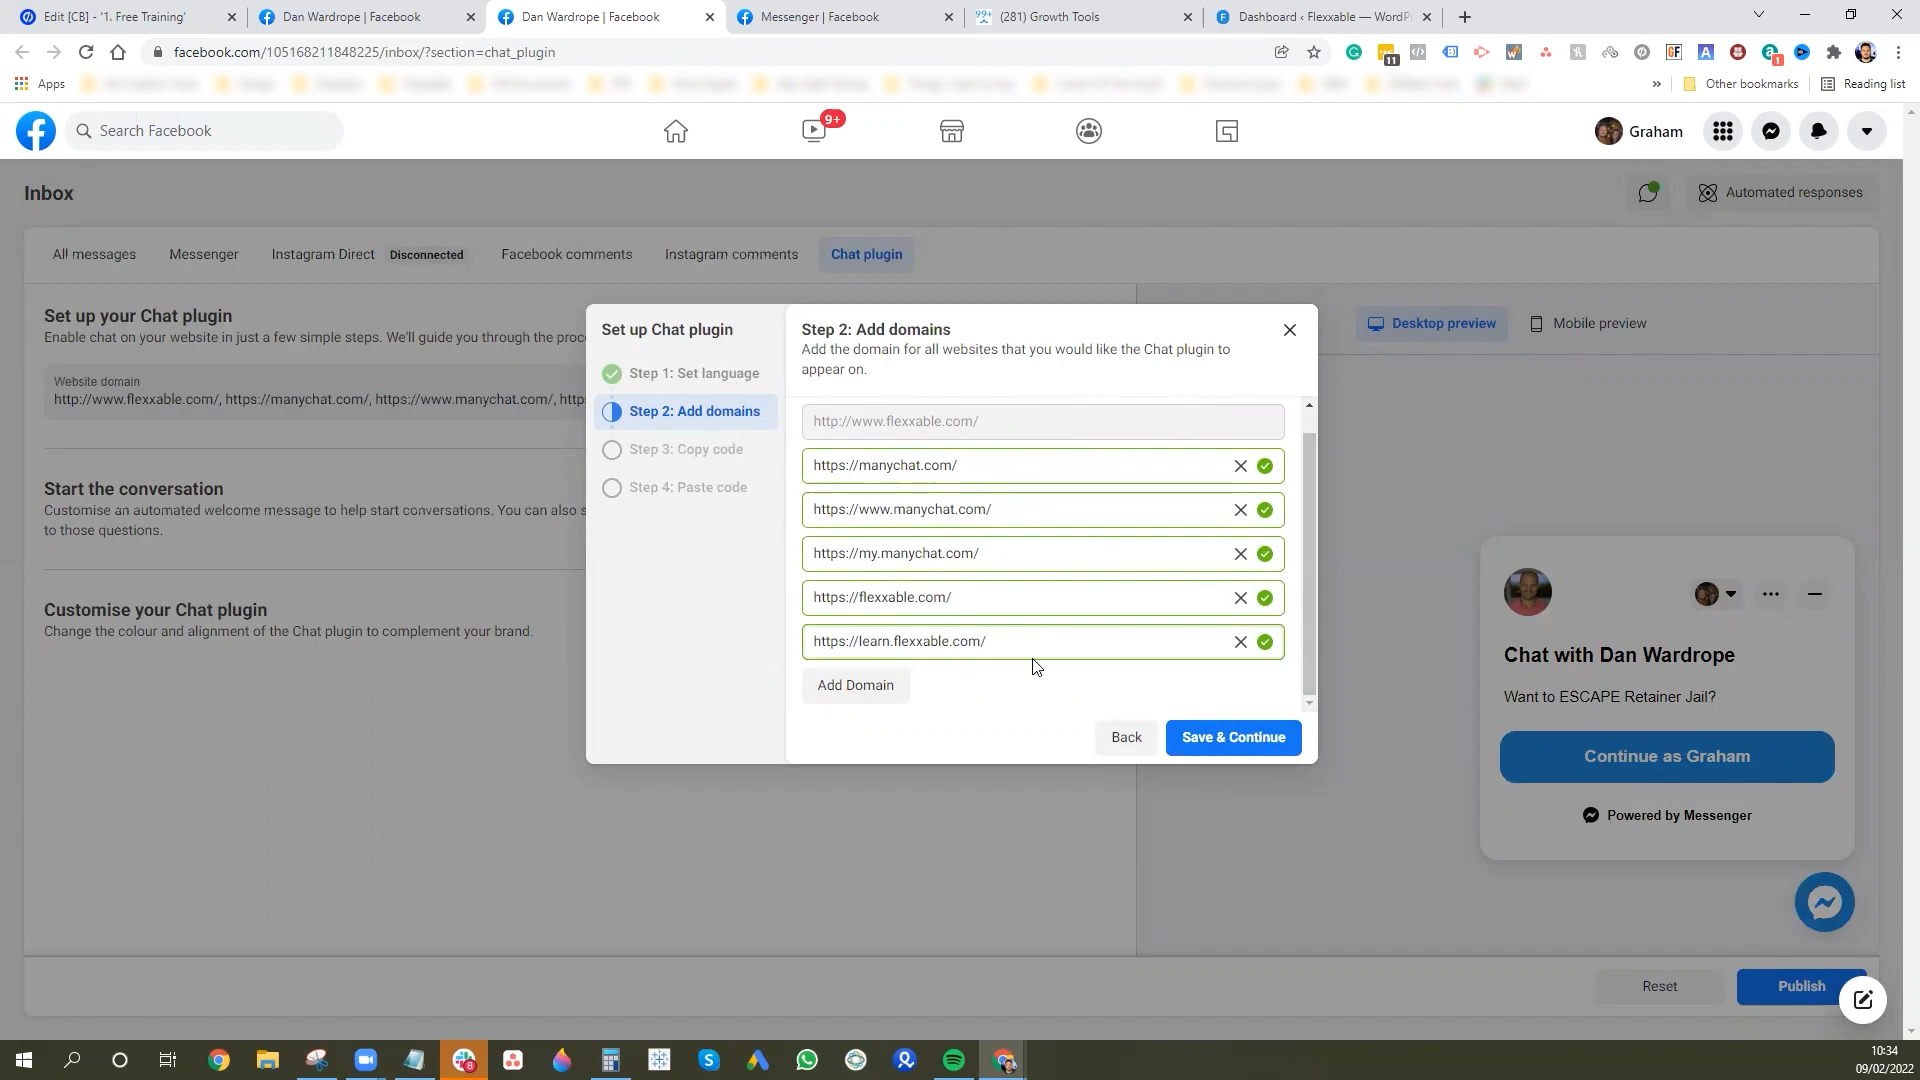 Edit [CB] - '1. Free Training'
Dan Wardrope | Facebook
Dan Wardrope | Facebook
Messenger | Facebook
99+
(281) Growth Tools
Dashboard ‹ Flexxable — WordP
facebook.com/105168211848225/inbox/?section=chat_plugin
11
GF
1
Apps
»
Other bookmarks
Reading list
Search Facebook
9+
Graham
Inbox
Automated responses
All messages
Messenger
Instagram Direct
Disconnected
Facebook comments
Instagram comments
Chat plugin
Set up your Chat plugin
Enable chat on your website in just a few simple steps. We'll guide you through the proc
Website domain
http://www.flexxable.com/, https://manychat.com/, https://www.manychat.com/, https
Start the conversation
Customise an automated welcome message to help start conversations. You can also s
to those questions.
Customise your Chat plugin
Change the colour and alignment of the Chat plugin to complement your brand.
Set up Chat plugin
Step 1: Set language
Step 2: Add domains
Step 3: Copy code
Step 4: Paste code
Step 2: Add domains
Add the domain for all websites that you would like the Chat plugin to
appear on.
http://www.flexxable.com/
https://manychat.com/
https://www.manychat.com/
https://my.manychat.com/
https://flexxable.com/
https://learn.flexxable.com/
Add Domain
Back
Save & Continue
Desktop preview
Mobile preview
Chat with Dan Wardrope
Want to ESCAPE Retainer Jail?
Continue as Graham
Powered by Messenger
Reset
Publish
8
10:34
09/02/2022